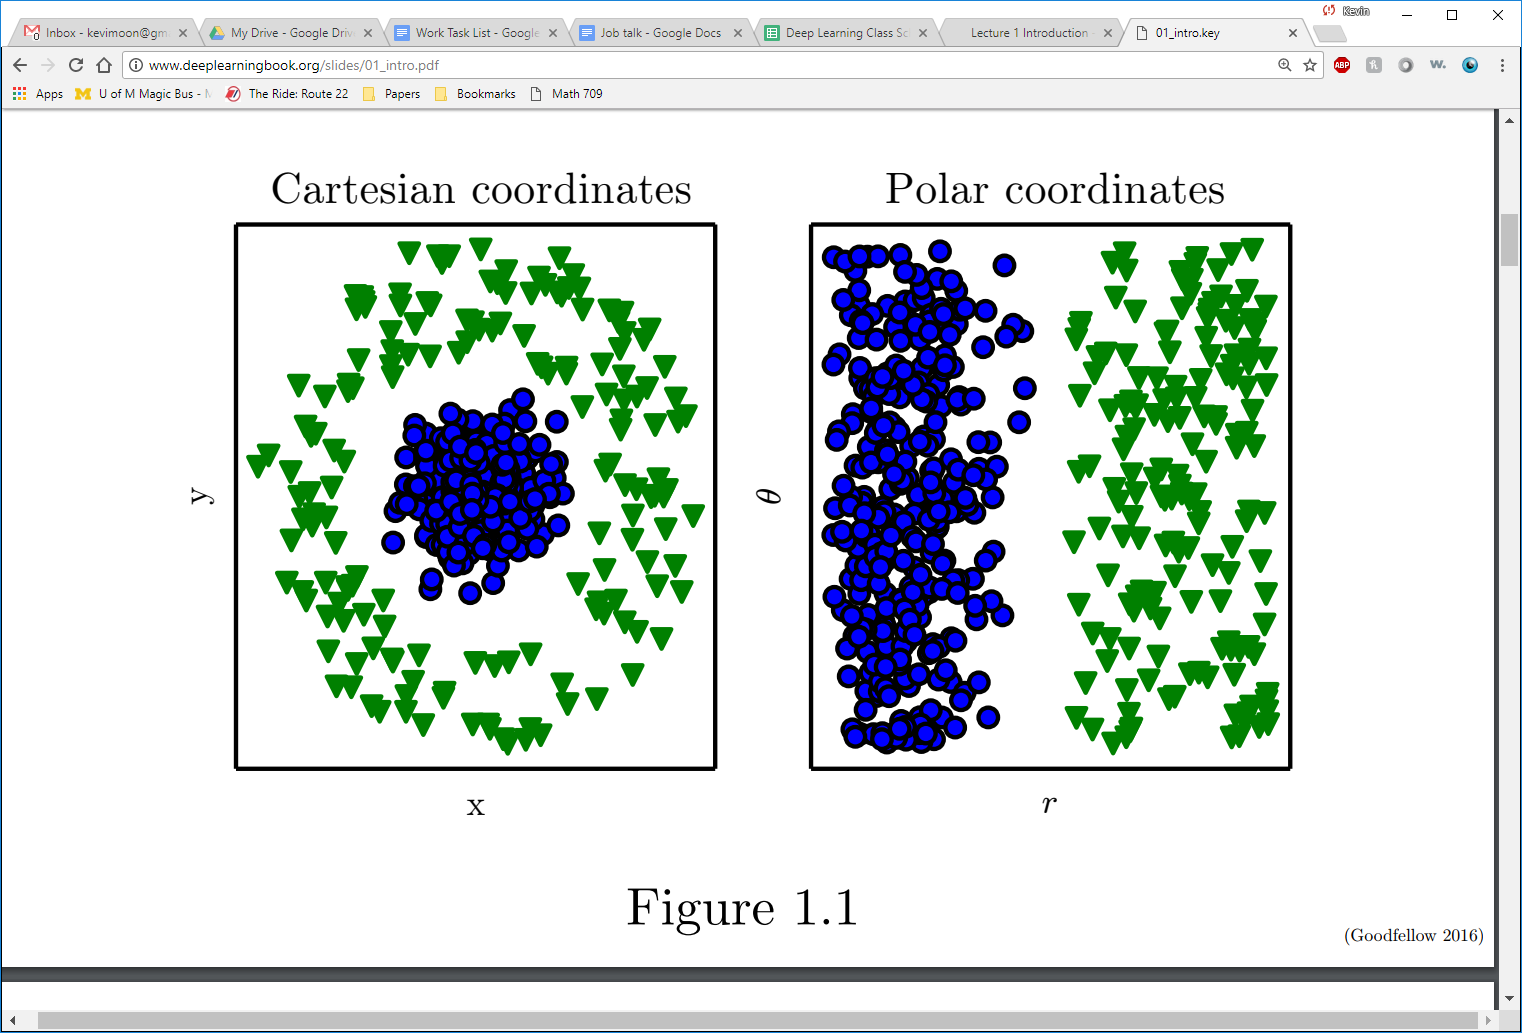 Kevin
Inbox - kevimoon@gm
My Drive - Google Driv
Work Task List - Google
Job talk - Google Docs
Deep Learning Class Sc
Lecture 1 Introduction -
01_intro.key
www.deeplearningbook.org/slides/01_intro.pdf
ABP
w.
Apps
U of M Magic Bus -
The Ride: Route 22
Papers
Bookmarks
Math 709
Cartesian coordinates
Polar coordinates
y
θ
x
r
Figure 1.1
(Goodfellow 2016)